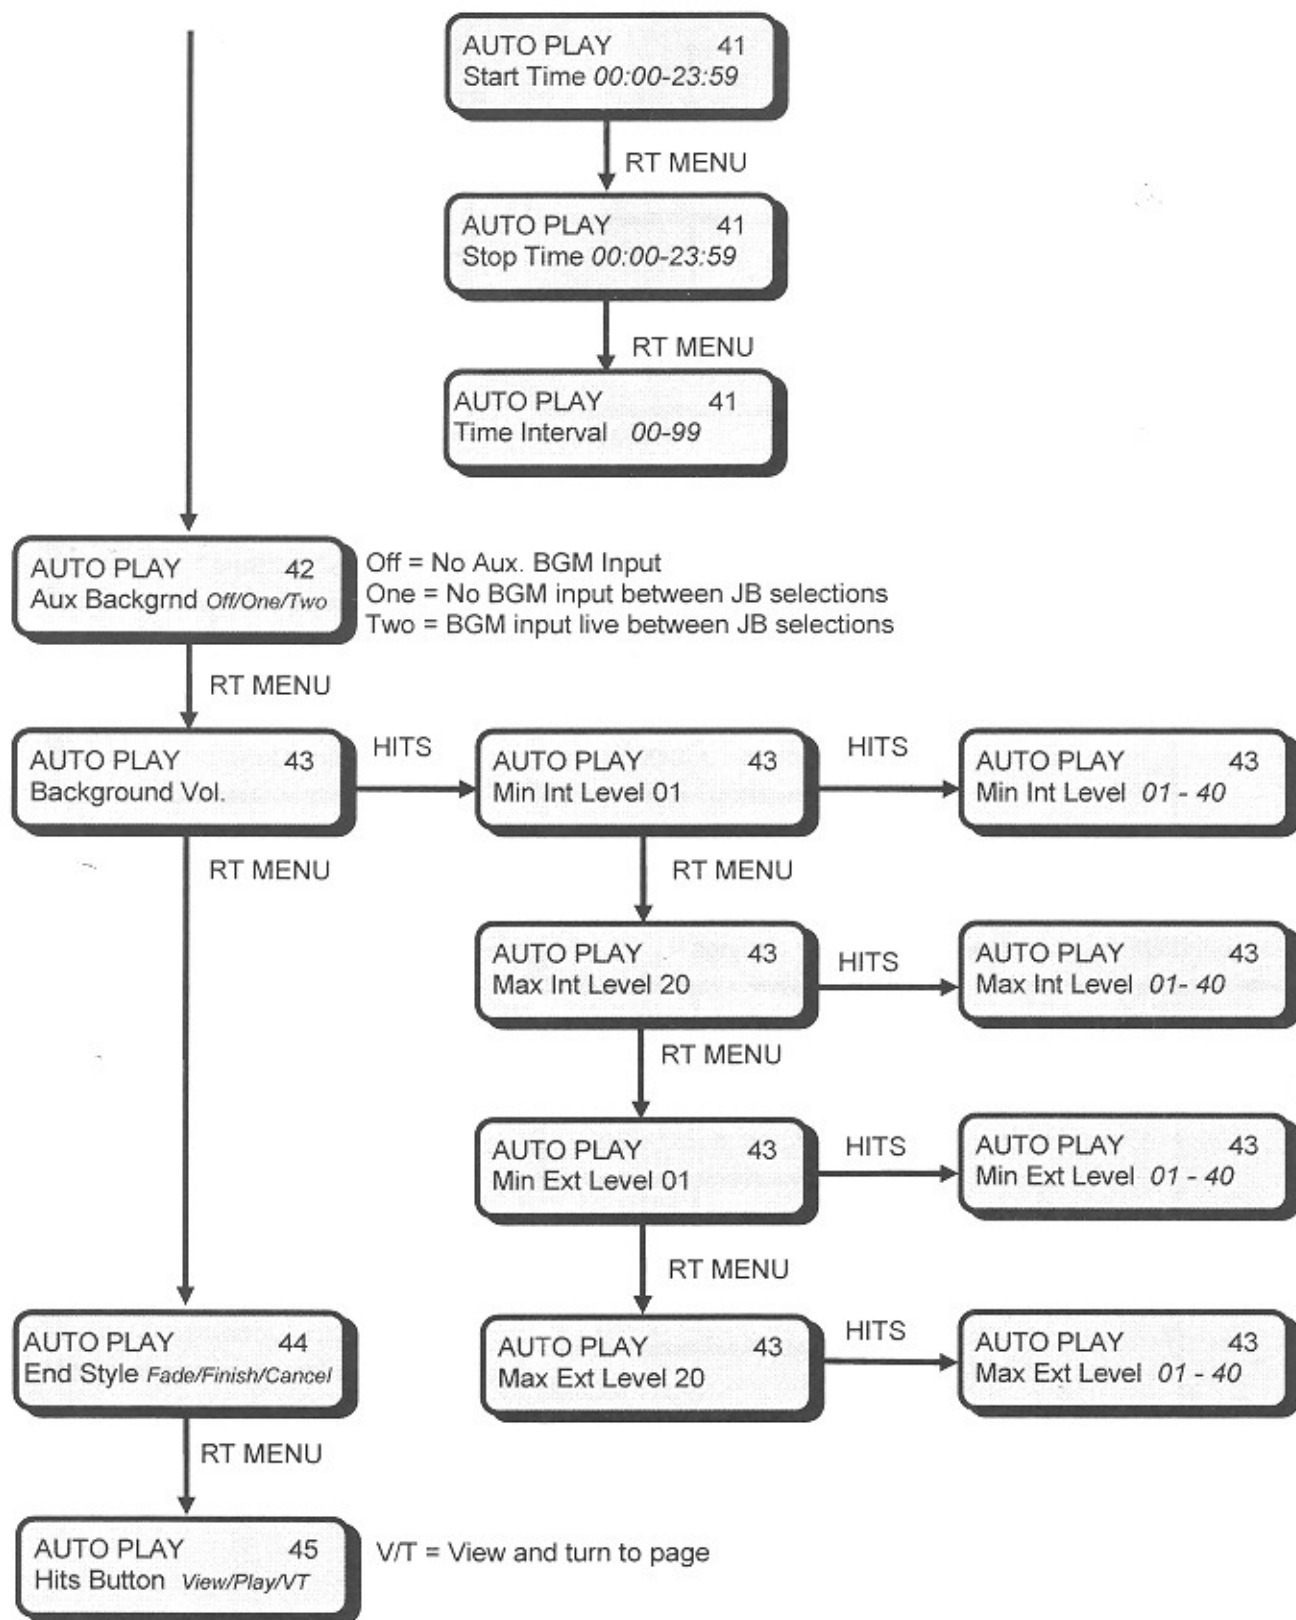 AUTO PLAY 41
Start Time 00:00-23:59
RT MENU
AUTO PLAY 41
Stop Time 00:00-23:59
RT MENU
AUTO PLAY 41
Time Interval 00-99
AUTO PLAY 42
Aux Backgrnd Off/One/Two
Off = No Aux. BGM Input
One = No BGM input between JB selections
Two = BGM input live between JB selections
RT MENU
AUTO PLAY 43
Background Vol.
HITS
AUTO PLAY 43
Min Int Level 01
HITS
AUTO PLAY 43
Min Int Level 01 - 40
RT MENU
RT MENU
AUTO PLAY 43
Max Int Level 20
HITS
AUTO PLAY 43
Max Int Level 01- 40
RT MENU
AUTO PLAY 43
Min Ext Level 01
HITS
AUTO PLAY 43
Min Ext Level 01 - 40
RT MENU
AUTO PLAY 44
End Style Fade/Finish/Cancel
AUTO PLAY 43
Max Ext Level 20
HITS
AUTO PLAY 43
Max Ext Level 01 - 40
RT MENU
AUTO PLAY 45
Hits Button View/Play/VT
V/T = View and turn to page